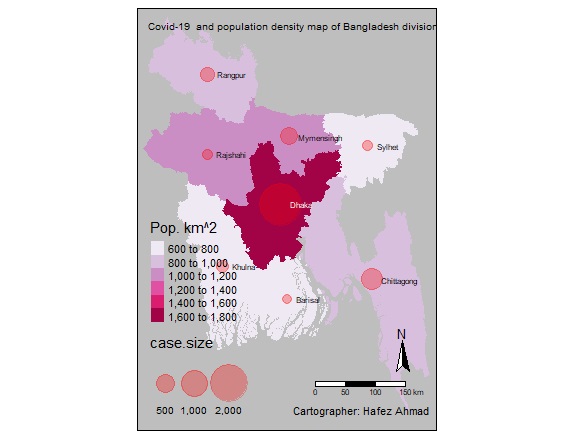 Covid-19  and population density map of Bangladesh division
Rangpur
Mymensingh
Sylhet
Rajshahi
Dhaka
Pop. km^2
600 to 800
800 to 1,000
1,000 to 1,200
1,200 to 1,400
1,400 to 1,600
1,600 to 1,800
Khulna
Chittagong
Barisal
case.size
500 1,000 2,000
N
0 50 100 150 km
Cartographer: Hafez Ahmad